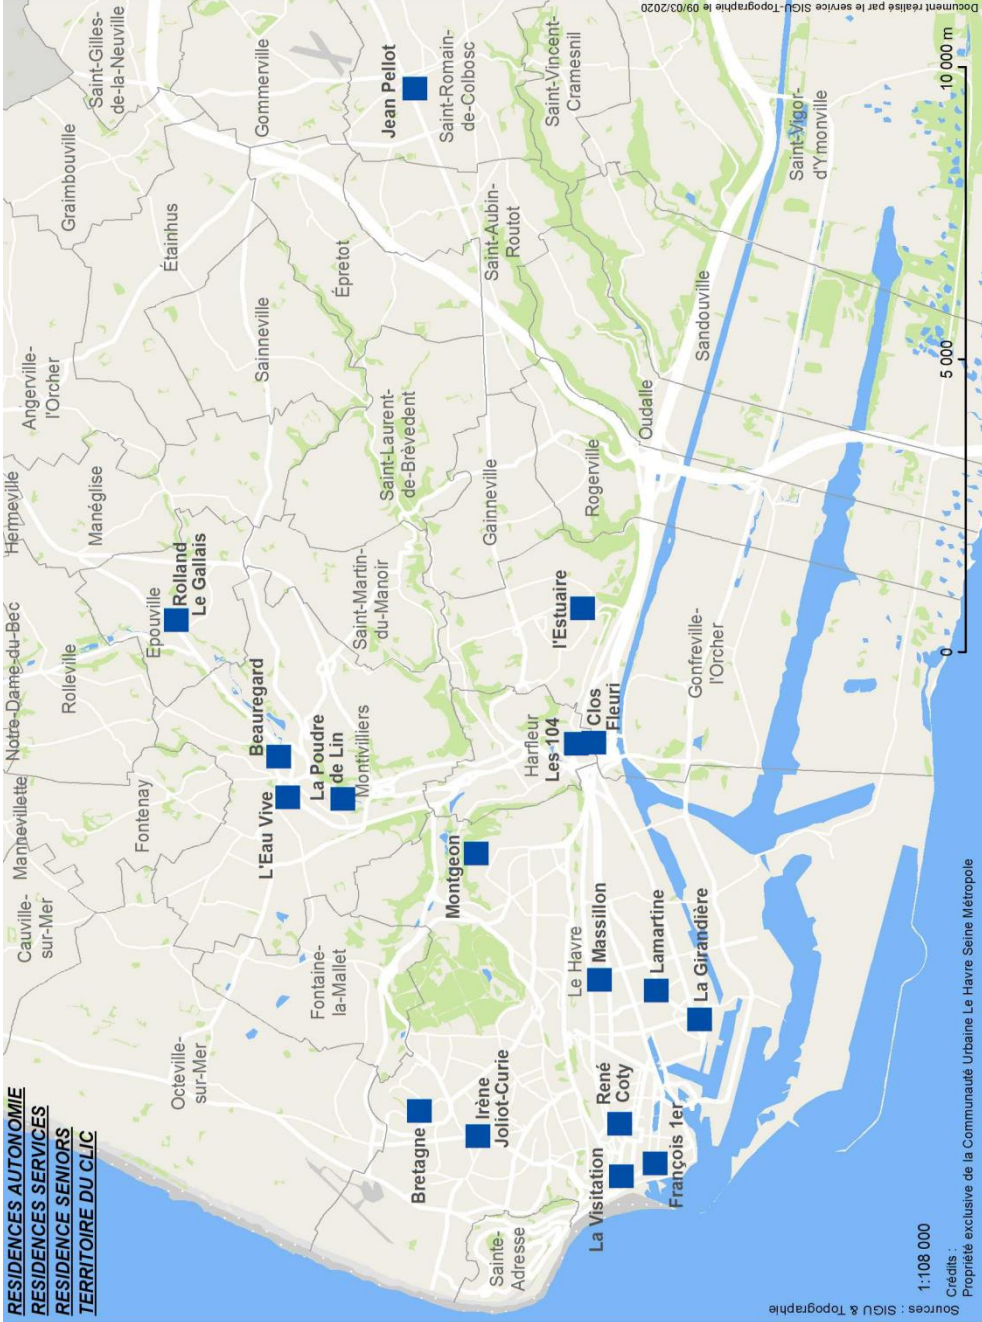 RESIDENCES AUTONOMIE
RESIDENCES SERVICES
RESIDENCE SENIORS
TERRITOIRE DU CLIC
Cauville-
sur-Mer
Mannevillette
Notre-Dame-du-Bec
Hermeville
Angerville-
l'Orcher
Graimbouville
Saint-Gilles-
de-la-Neuville
Rolleville
Manéglise
Étainhus
Gommerville
Fontenay
Epouville
Rolland
Le Gallais
Sainneville
Octeville-
sur-Mer
Beauregard
L'Eau Vive
La Poudre
de Lin
Montivilliers
Saint-Martin-
du-Manoir
Saint-Laurent-
de-Brèvedent
Épretot
Jean Pellot
Saint-Romain-
de-Colbosc
Fontaine-
la-Mallet
Montgeon
Gainneville
Saint-Aubin-
Routot
Saint-Vincent-
Cramesnil
Bretagne
Irène
Joliot-Curie
Sainte-
Adresse
Harfleur
Les 104
Clos
Fleuri
l'Estuaire
Rogerville
Oudalle
Sandouville
Saint-Vigor-
d'Ymonville
Le Havre
Massillon
Lamartine
La Girandière
René
Coty
La Visitation
François 1er
Gonfreville-
l'Orcher
0
5 000
10 000 m
1:108 000
Crédits :
Propriété exclusive de la Communauté Urbaine Le Havre Seine Métropole
Sources : SIGU & Topographie
Document réalisé par le service SIGU-Topographie le 09/03/2020